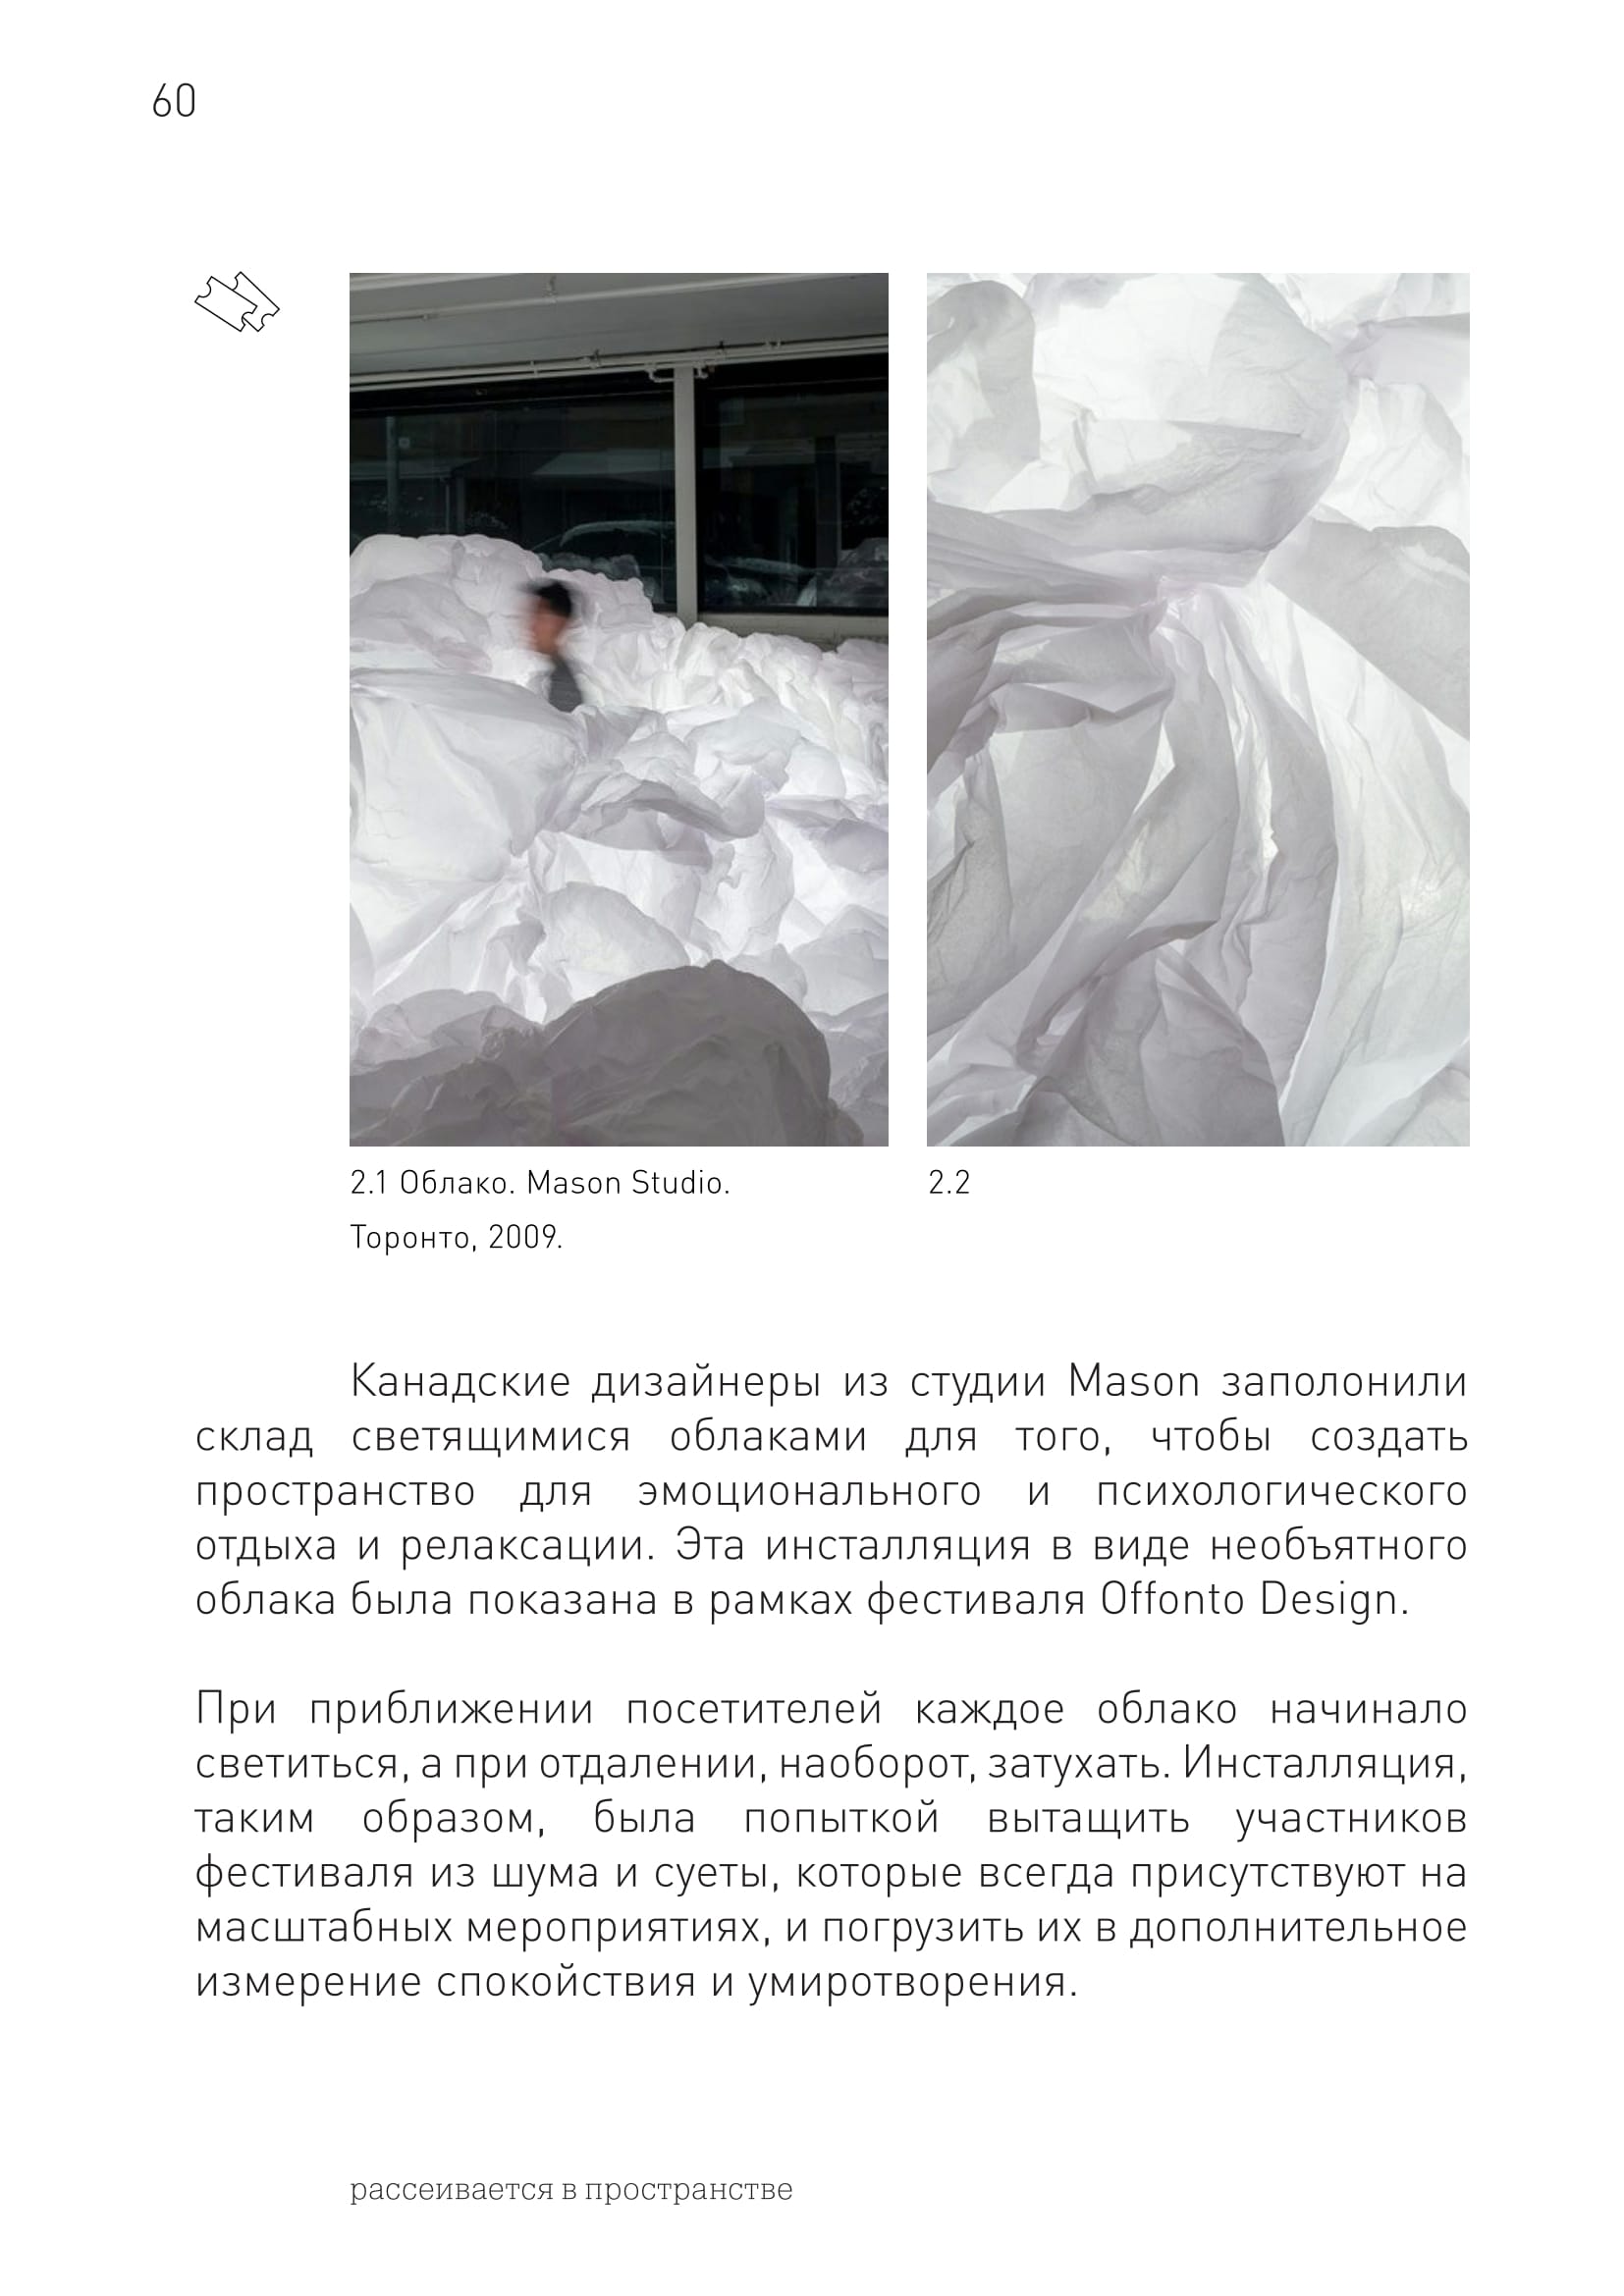 60
2.1 Облако. Mason Studio.
Торонто, 2009.
2.2
Канадские дизайнеры из студии Mason заполонили
склад светящимися облаками для того, чтобы создать
пространство для эмоционального и психологического
отдыха и релаксации. Эта инсталляция в виде необъятного
облака была показана в рамках фестиваля Offonto Design.
При приближении посетителей каждое облако начинало
светиться, а при отдалении, наоборот, затухать. Инсталляция,
таким образом, была попыткой вытащить участников
фестиваля из шума и суеты, которые всегда присутствуют на
масштабных мероприятиях, и погрузить их в дополнительное
измерение спокойствия и умиротворения.
рассеивается в пространстве